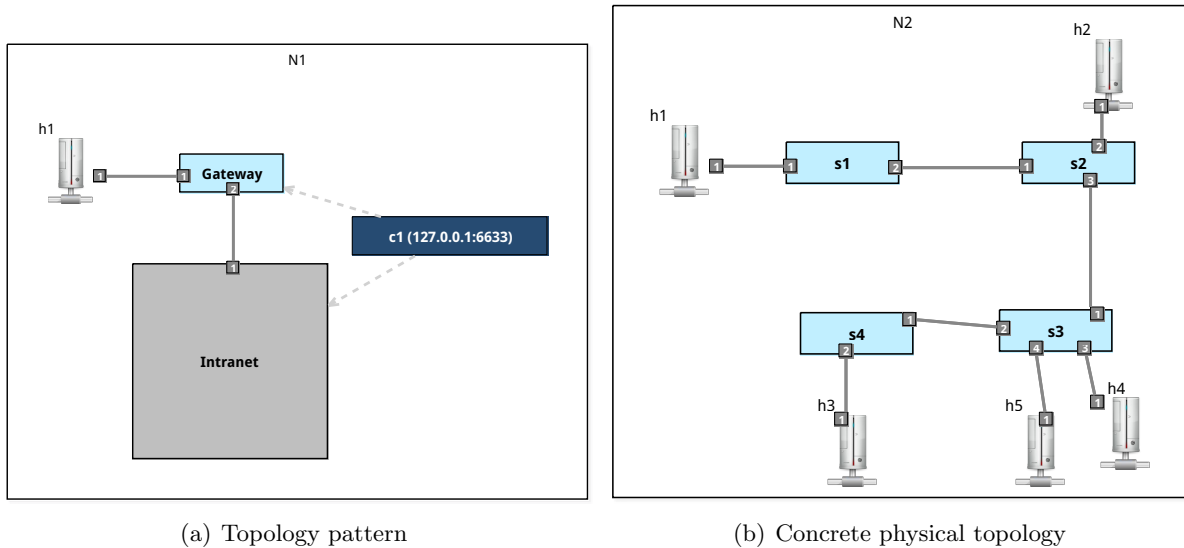 N1
h1
1
1
Gateway
2
c1 (127.0.0.1:6633)
1
Intranet
(a) Topology pattern
N2
h2
1
h1
1
1
s1
2
1
s2
2
3
s4
1
2
2
s3
1
4
3
h3
1
h5
1
1
h4
(b) Concrete physical topology